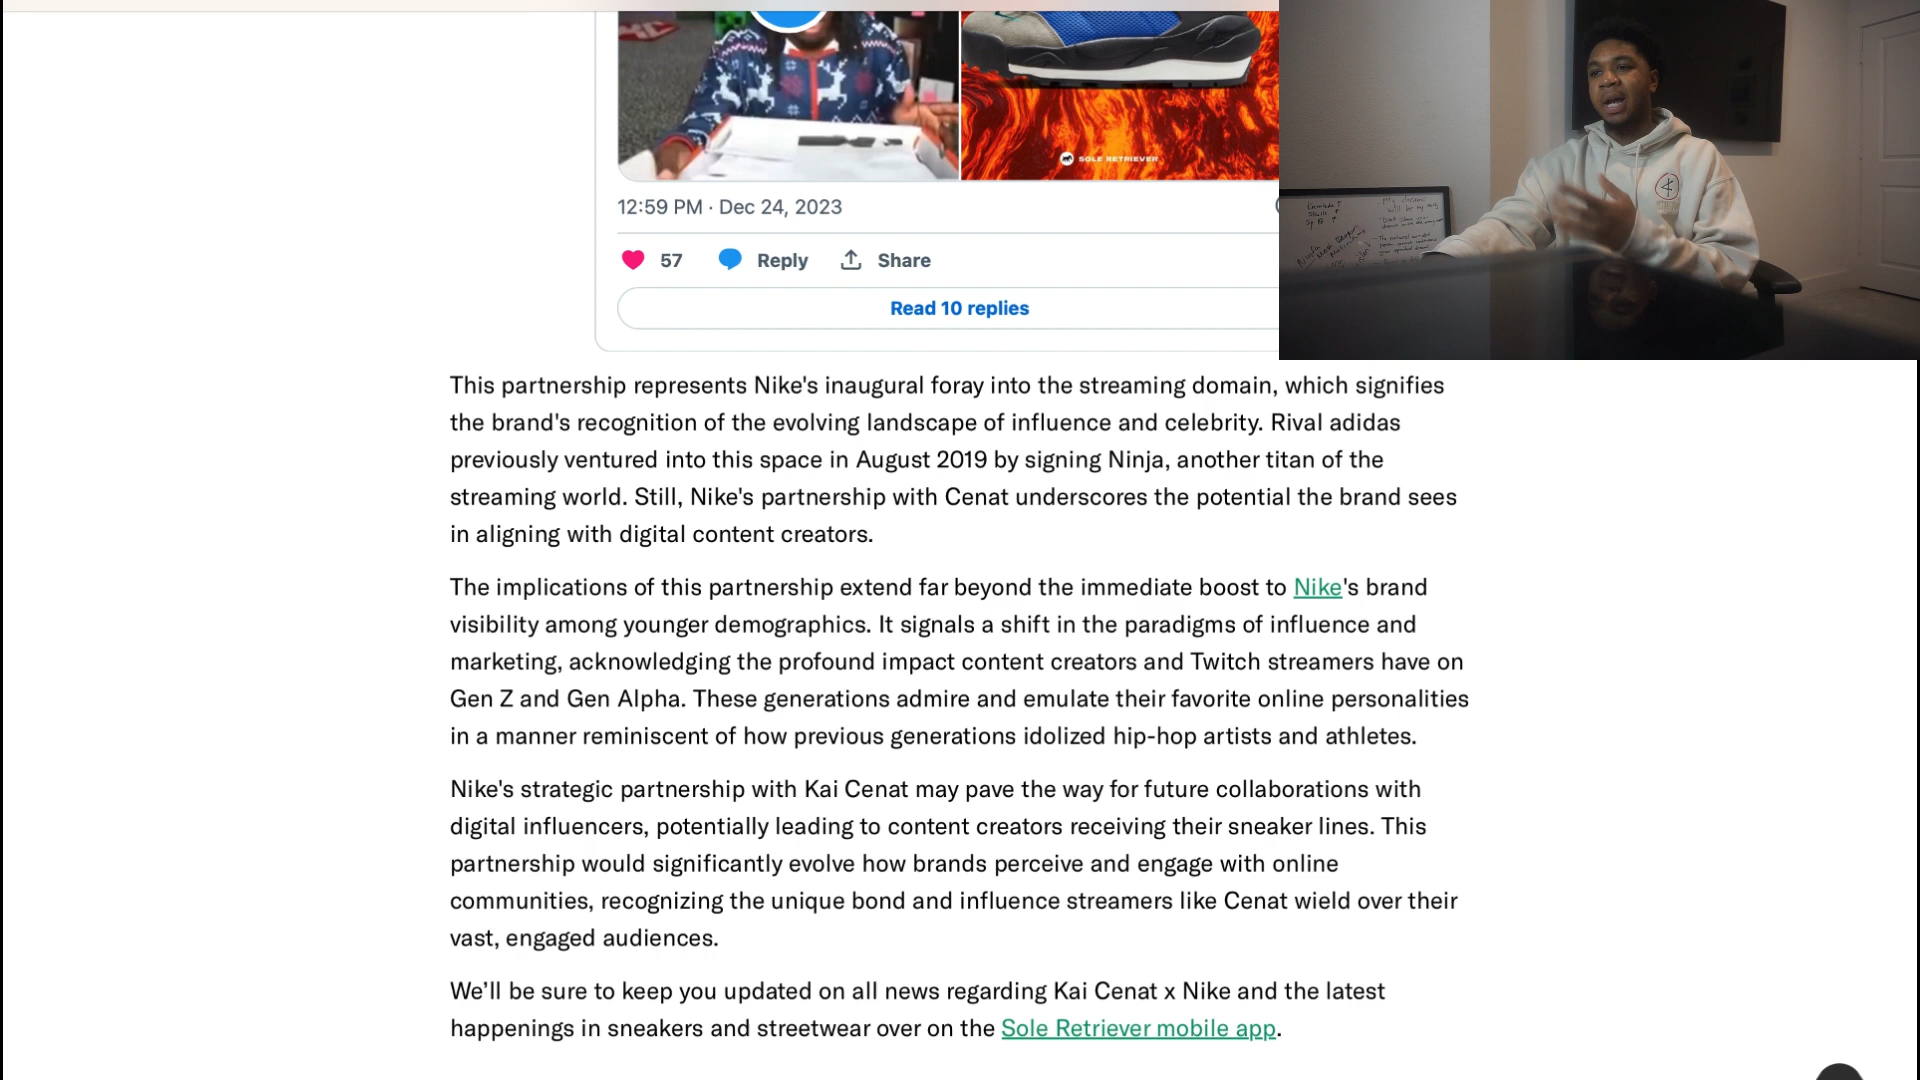 SOLE RETRIEVER
12:59 PM · Dec 24, 2023
57 Reply Share
Read 10 replies
This partnership represents Nike's inaugural foray into the streaming domain, which signifies
the brand's recognition of the evolving landscape of influence and celebrity. Rival adidas
previously ventured into this space in August 2019 by signing Ninja, another titan of the
streaming world. Still, Nike's partnership with Cenat underscores the potential the brand sees
in aligning with digital content creators.
The implications of this partnership extend far beyond the immediate boost to Nike's brand
visibility among younger demographics. It signals a shift in the paradigms of influence and
marketing, acknowledging the profound impact content creators and Twitch streamers have on
Gen Z and Gen Alpha. These generations admire and emulate their favorite online personalities
in a manner reminiscent of how previous generations idolized hip-hop artists and athletes.
Nike's strategic partnership with Kai Cenat may pave the way for future collaborations with
digital influencers, potentially leading to content creators receiving their sneaker lines. This
partnership would significantly evolve how brands perceive and engage with online
communities, recognizing the unique bond and influence streamers like Cenat wield over their
vast, engaged audiences.
We’ll be sure to keep you updated on all news regarding Kai Cenat x Nike and the latest
happenings in sneakers and streetwear over on the Sole Retriever mobile app.